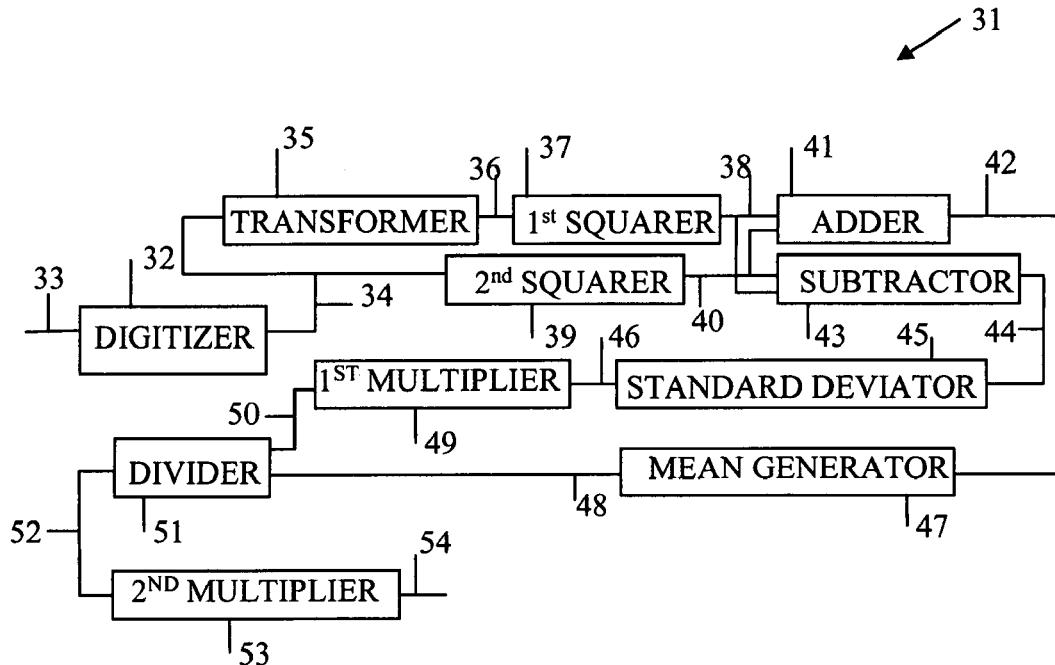 31
35
36
37
38
41
42
TRANSFORMER
1st SQUARER
ADDER
33
32
34
2nd SQUARER
40
SUBTRACTOR
DIGITIZER
39
46
43
45
44
50
1ST MULTIPLIER
STANDARD DEVIATOR
49
DIVIDER
MEAN GENERATOR
52
51
48
47
54
2ND MULTIPLIER
53